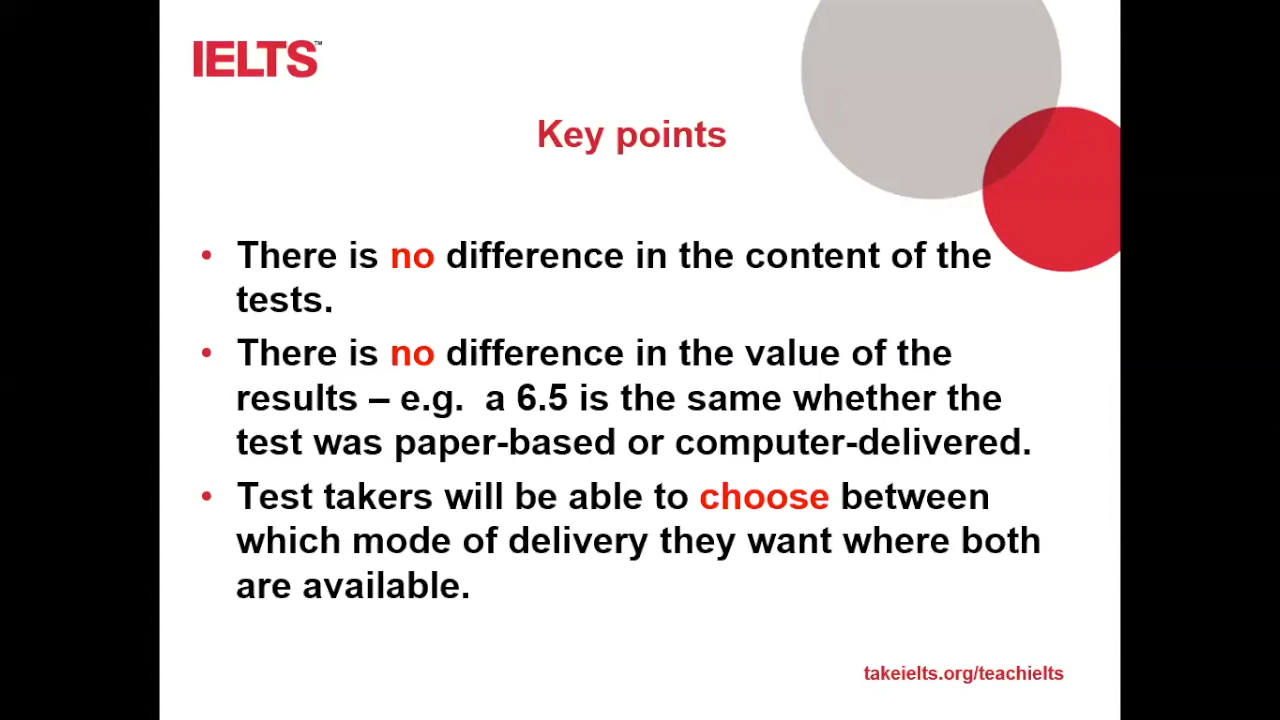 IELTS™
Key points
• There is no difference in the content of the
tests.
• There is no difference in the value of the
results – e.g.  a 6.5 is the same whether the
test was paper-based or computer-delivered.
• Test takers will be able to choose between
which mode of delivery they want where both
are available.
takeielts.org/teachielts